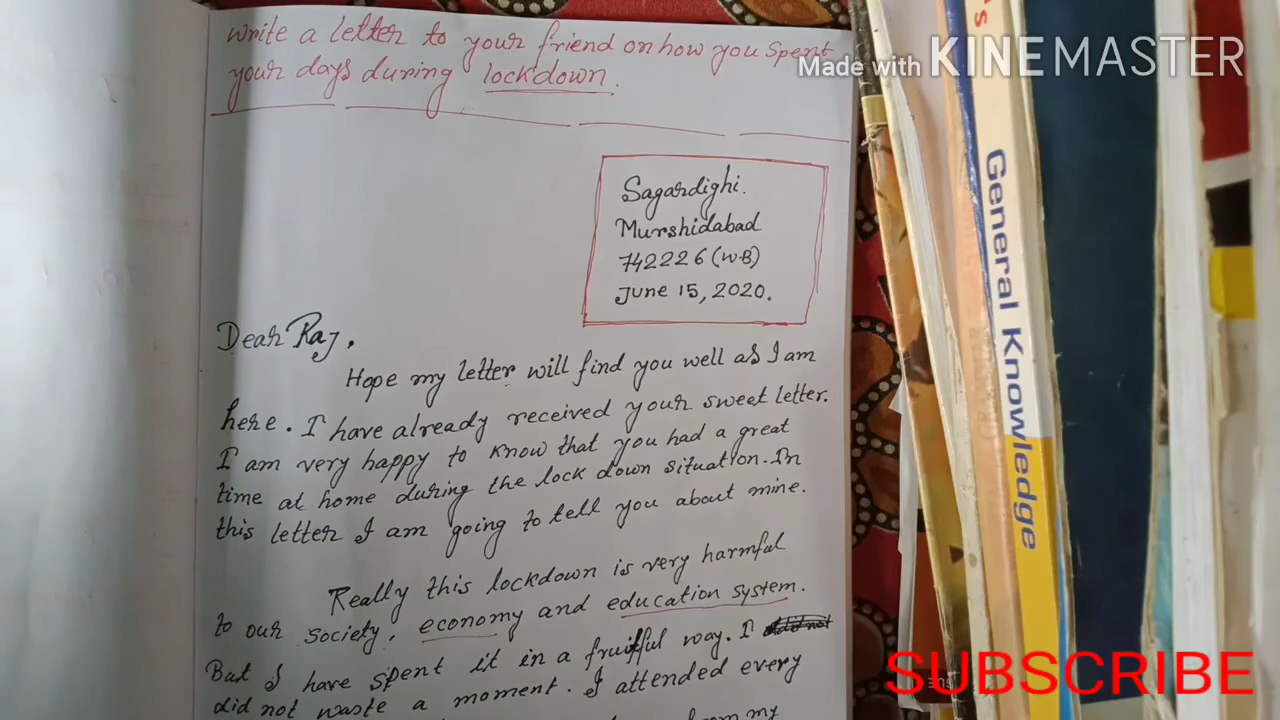 write a letter to your friend on how you spent
your days during lockdown.
Made with KINEMASTER
Sagardighi.
Murshidabad
742226 (W.B)
June 15, 2020.
Dear Raj,
Hope my letter will find you well as I am
here. I have already received your sweet letter.
I am very happy to know that you had a great
time at home during the lock down situation. In
this letter I am going to tell you about mine.
Really this lockdown is very harmful
to our society, economy and education system.
But I have spent it in a fruitful way. I
did not waste a moment. I attended every
from my
General Knowledge
SUBSCRIBE